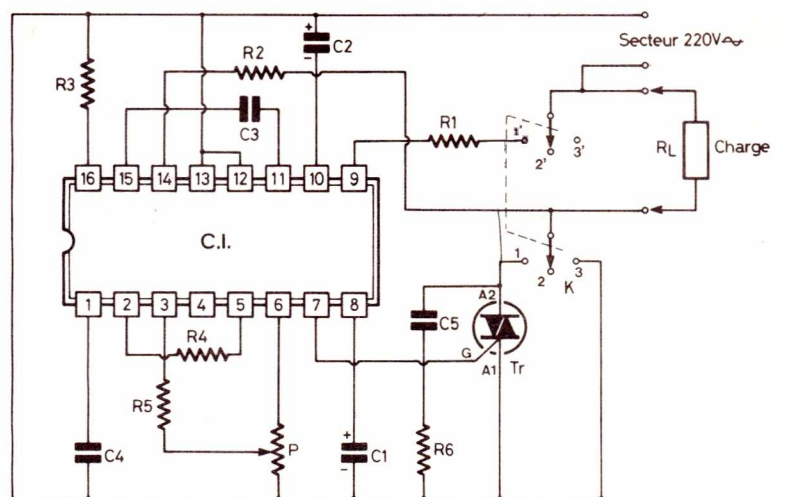 +
C2
-
Secteur 220V~
R3
R2
C3
R1
1'
2'
3'
RL
Charge
16 15 14 13 12 11 10 9
C.I.
1 2 3 4 5 6 7 8
1
2
3
K
A2
C5
G
A1
Tr
R4
R5
P
C4
+
C1
-
R6